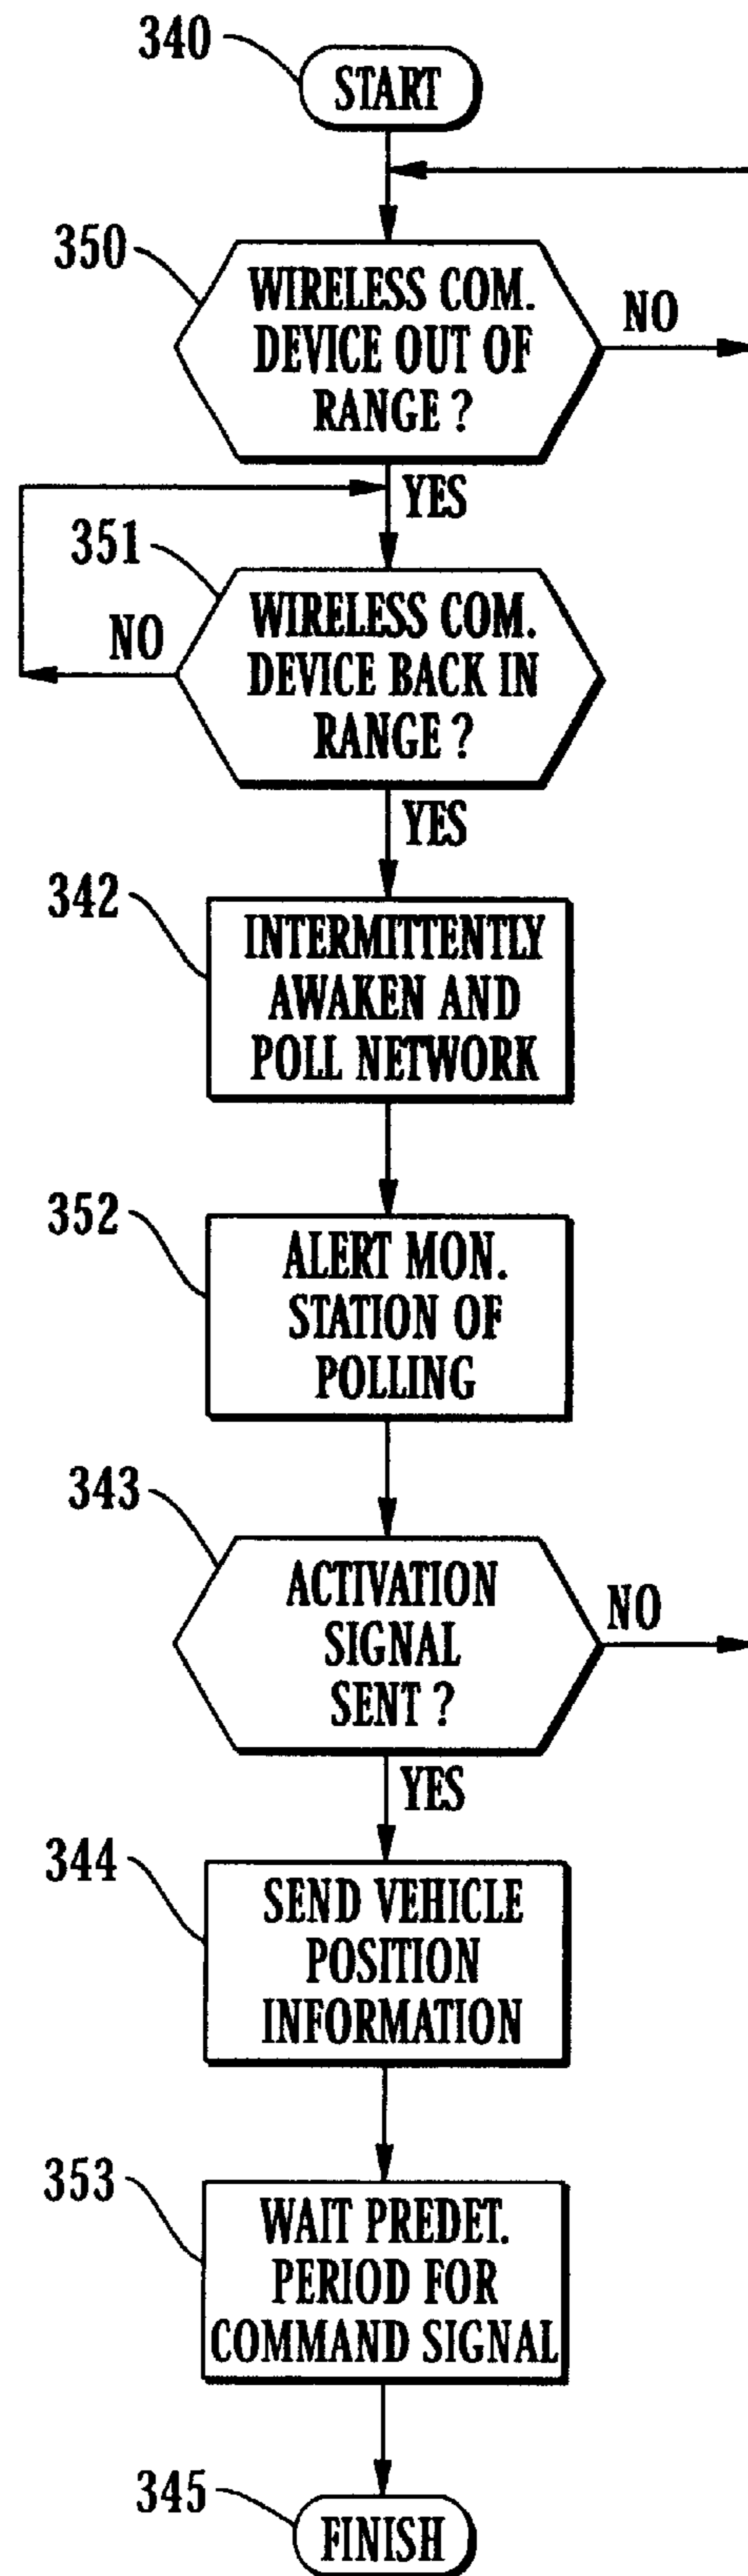 340
START
350
WIRELESS COM.
DEVICE OUT OF
RANGE ?
NO
YES
351
WIRELESS COM.
DEVICE BACK IN
RANGE ?
NO
YES
342
INTERMITTENTLY
AWAKEN AND
POLL NETWORK
352
ALERT MON.
STATION OF
POLLING
343
ACTIVATION
SIGNAL
SENT ?
NO
YES
344
SEND VEHICLE
POSITION
INFORMATION
353
WAIT PREDET.
PERIOD FOR
COMMAND SIGNAL
345
FINISH